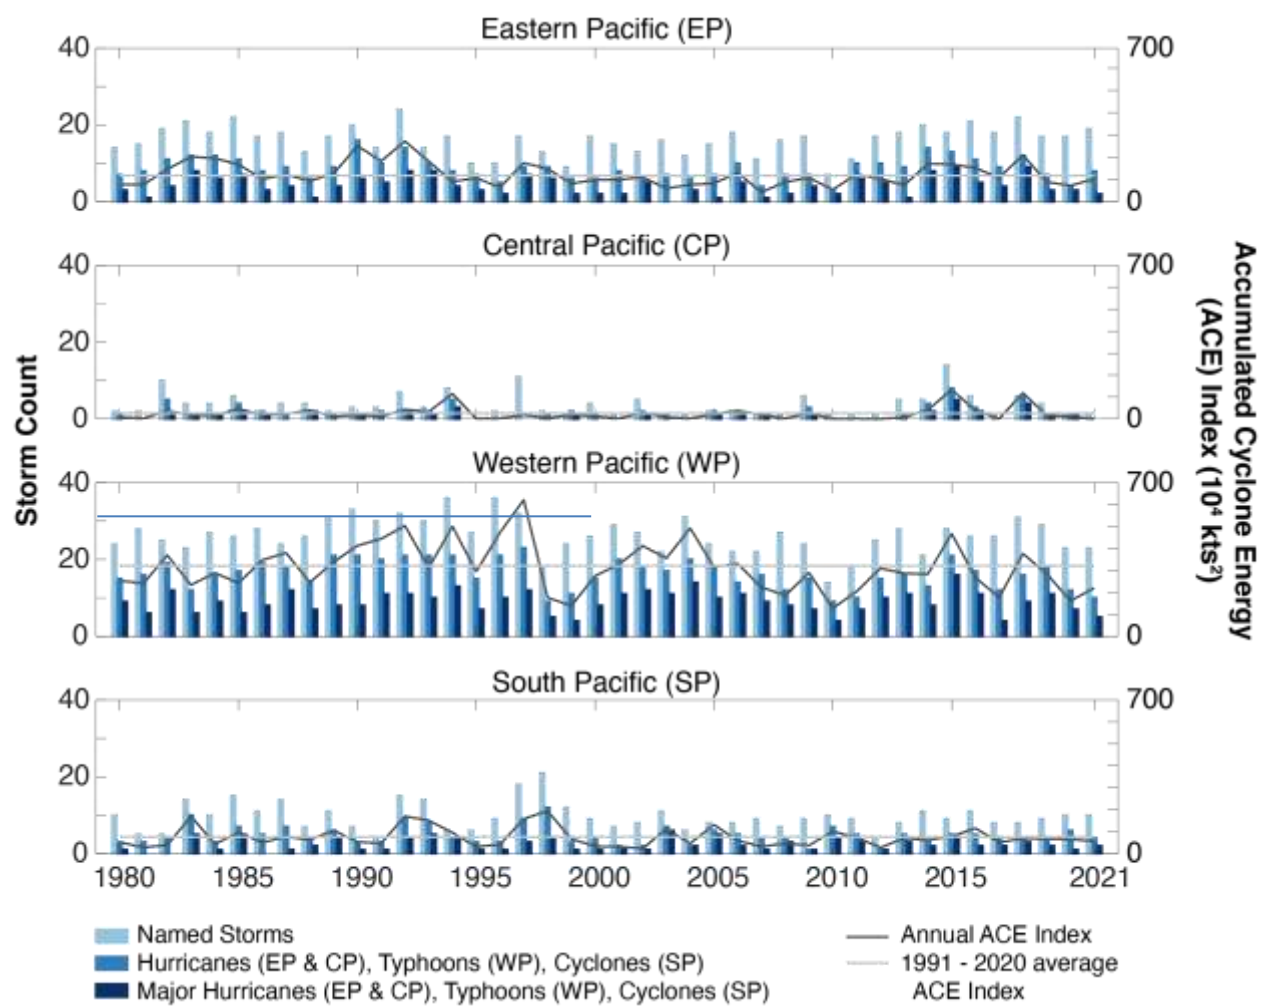 Eastern Pacific (EP)
40
700
20
0
0
Central Pacific (CP)
40
700
20
0
0
Western Pacific (WP)
40
700
20
0
0
South Pacific (SP)
40
700
20
0
0
Storm Count
Accumulated Cyclone Energy
(ACE) Index (10⁴ kts²)
1980 1985 1990 1995 2000 2005 2010 2015 2021
Named Storms
Hurricanes (EP & CP), Typhoons (WP), Cyclones (SP)
Major Hurricanes (EP & CP), Typhoons (WP), Cyclones (SP)
Annual ACE Index
1991 - 2020 average
ACE Index